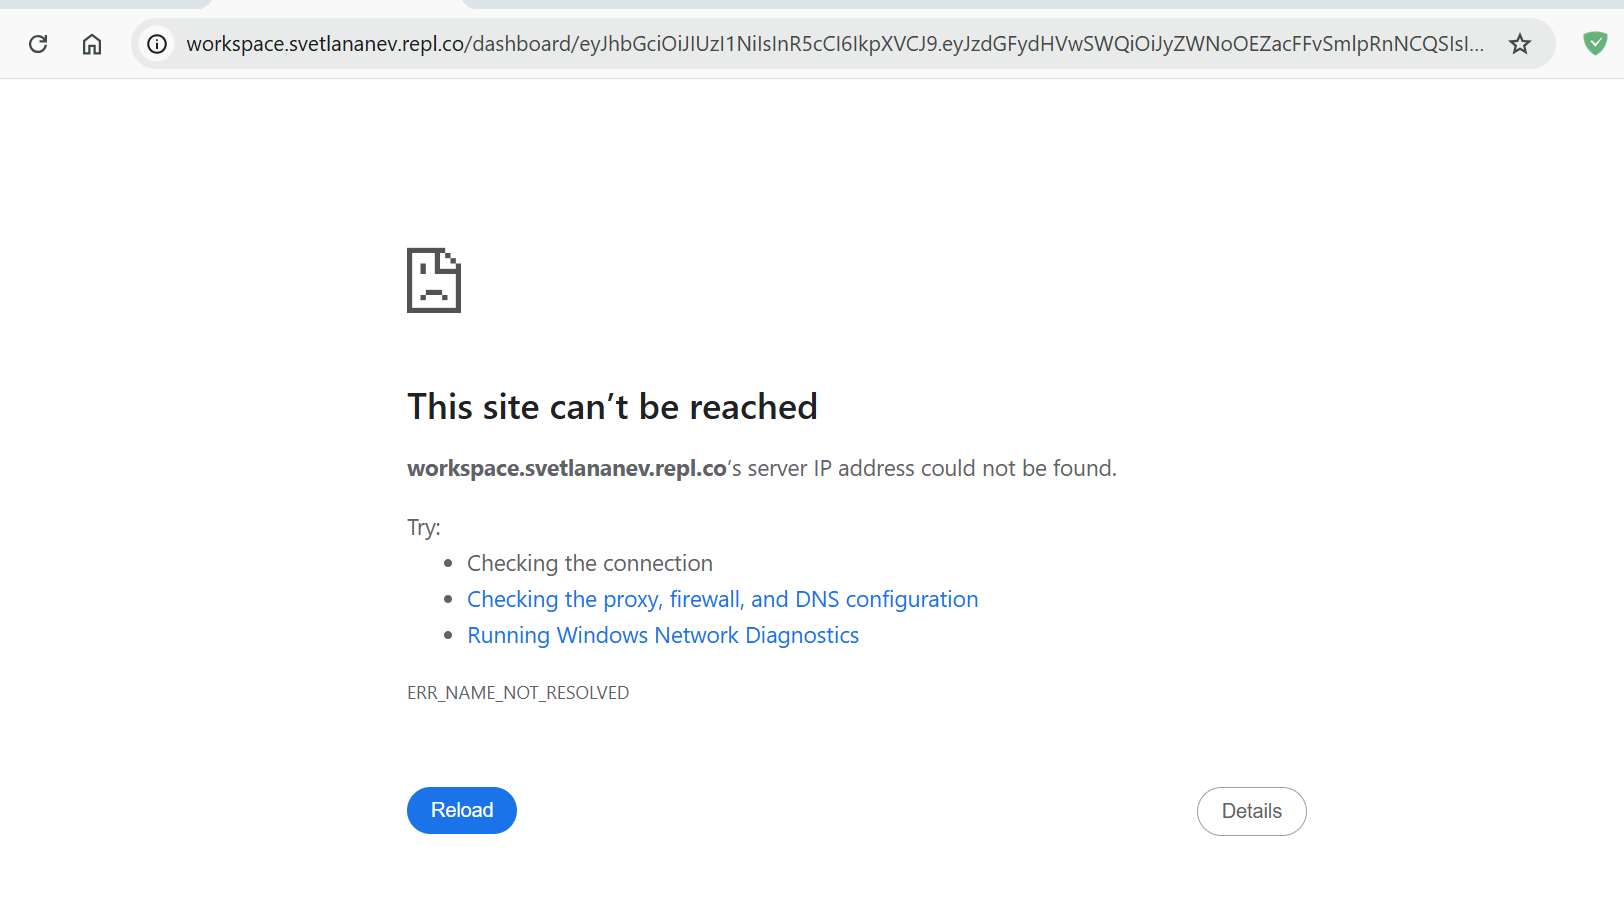 workspace.svetlananev.repl.co/dashboard/eyJhbGciOiJIUzI1NiIsInR5cCI6IkpXVCJ9.eyJzdGFydHVwSWQiOiJyZWNoOEZacFFvSmlpRnNCQSIsI...
This site can’t be reached
workspace.svetlananev.repl.co’s server IP address could not be found.
Try:
• Checking the connection
• Checking the proxy, firewall, and DNS configuration
• Running Windows Network Diagnostics
ERR_NAME_NOT_RESOLVED
Reload
Details